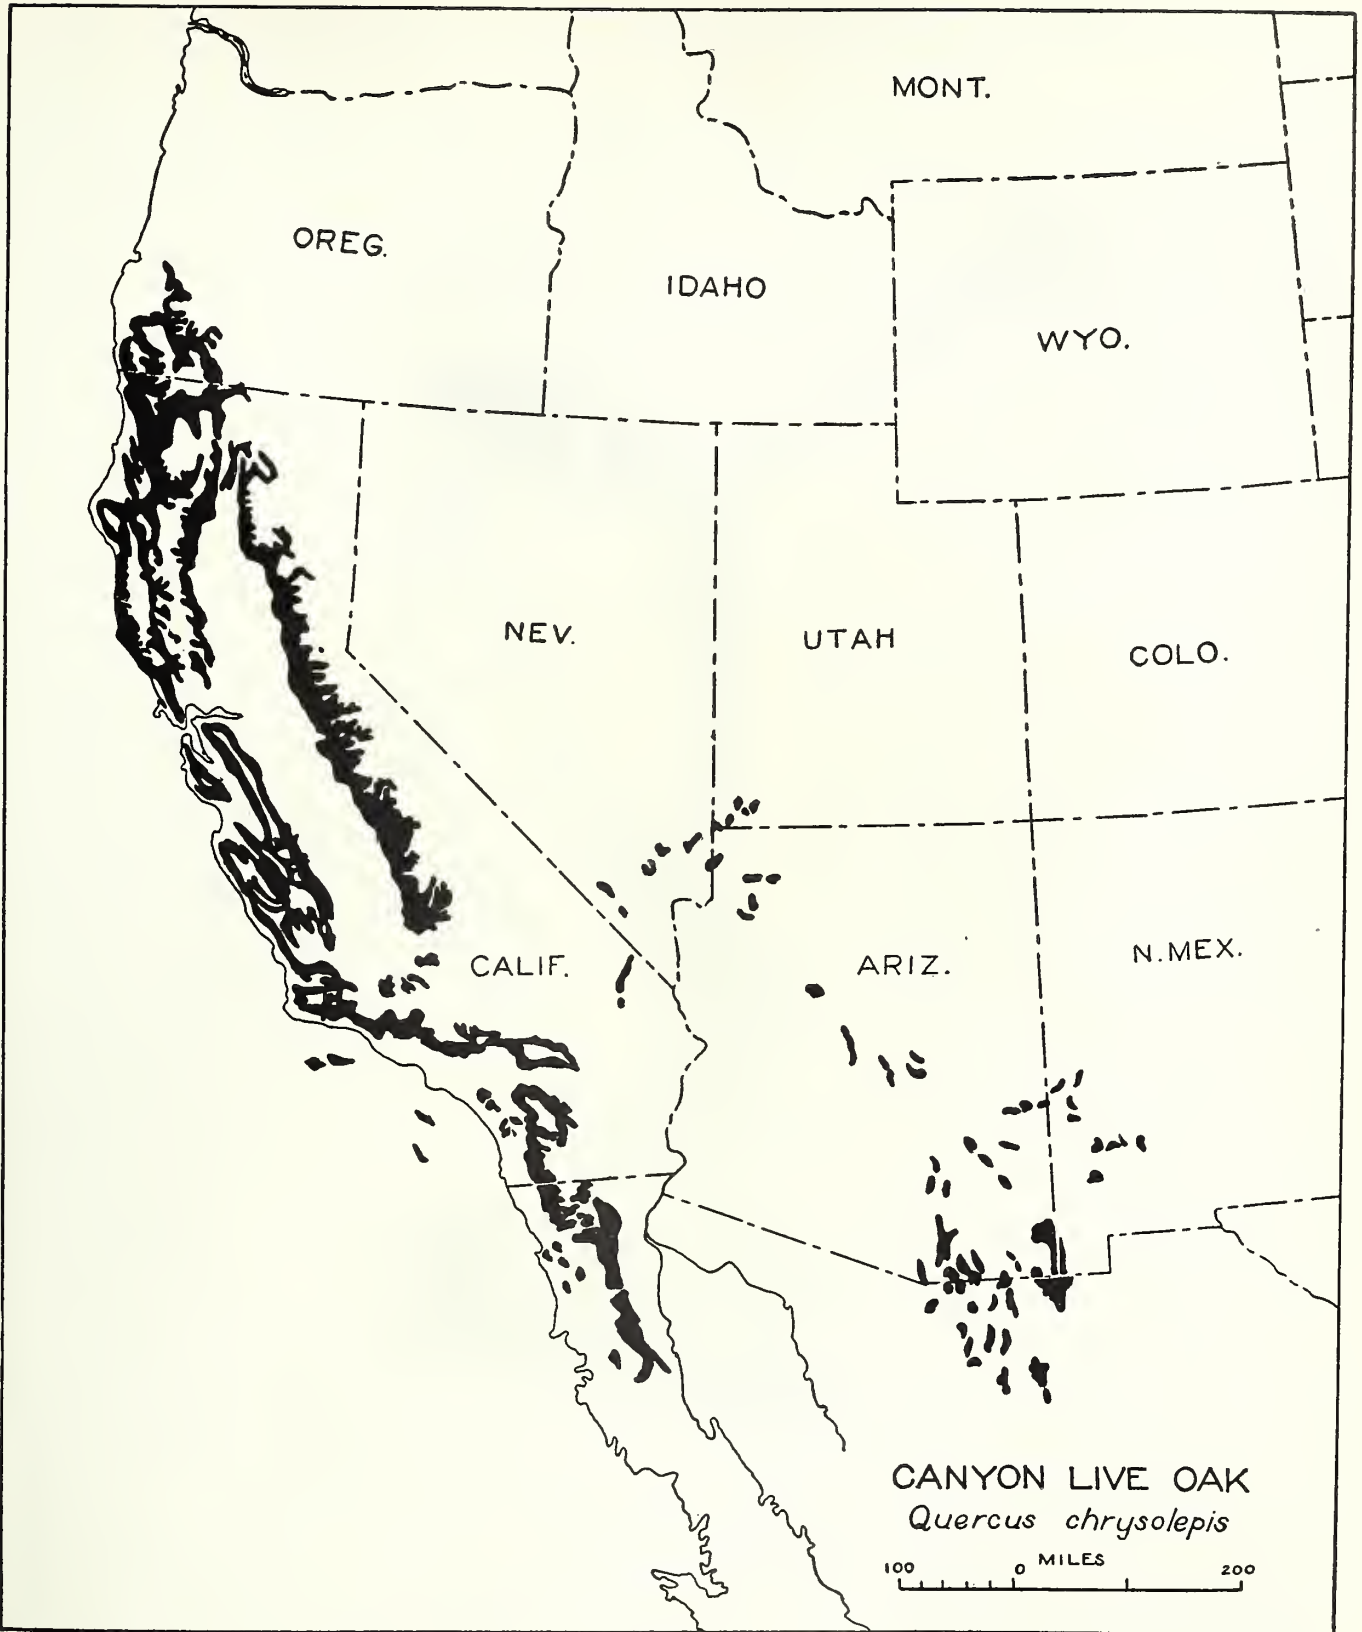 MONT.
OREG.
IDAHO
WYO.
NEV.
UTAH
COLO.
CALIF.
ARIZ.
N.MEX.
CANYON LIVE OAK
Quercus chrysolepis
MILES
100 0 200